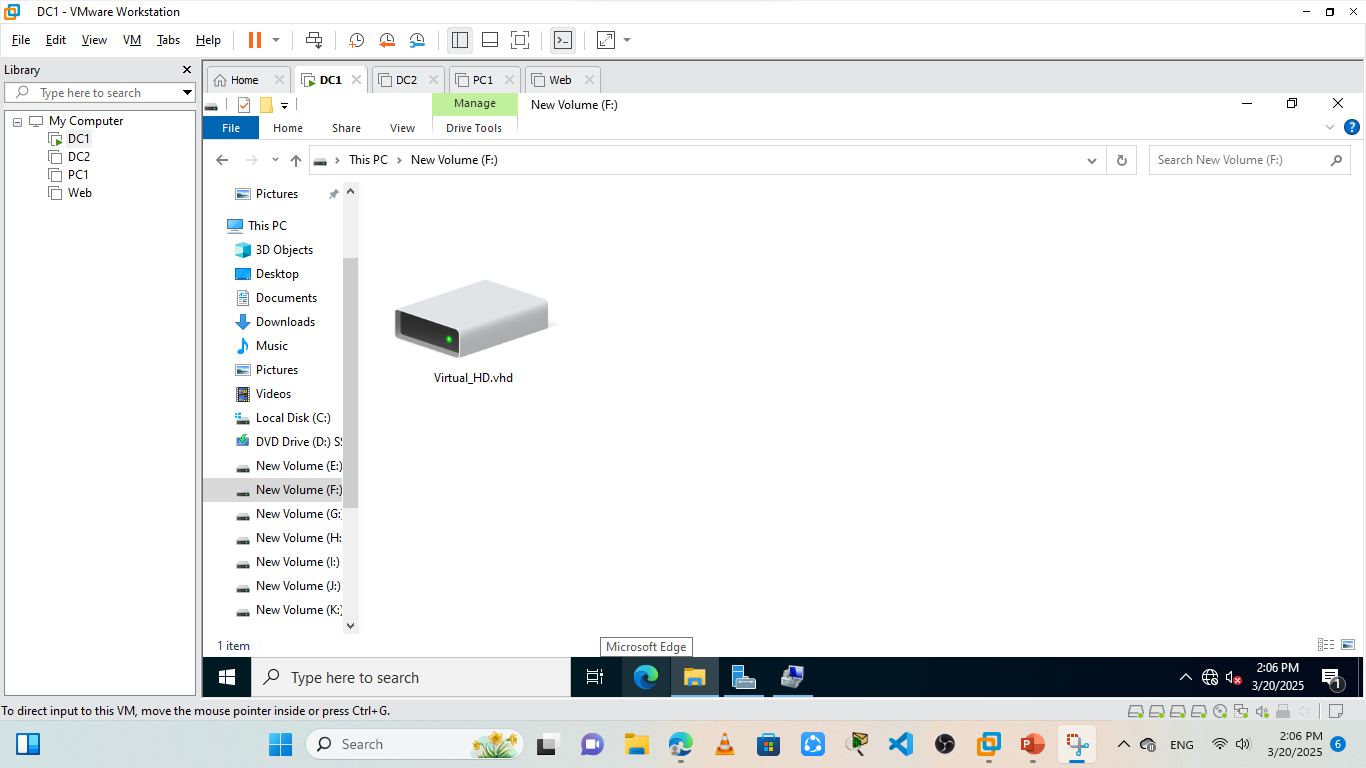 DC1 - VMware Workstation
File Edit View VM Tabs Help
Library
Type here to search
My Computer
DC1
DC2
PC1
Web
Home DC1 DC2 PC1 Web
Manage New Volume (F:)
File Home Share View Drive Tools
This PC New Volume (F:) Search New Volume (F:)
Pictures
This PC
3D Objects
Desktop
Documents
Downloads
Music
Pictures
Videos
Local Disk (C:)
DVD Drive (D:) S
New Volume (E:)
New Volume (F:)
New Volume (G:
New Volume (H:
New Volume (I:)
New Volume (J:)
New Volume (K:)
Virtual_HD.vhd
1 item
Microsoft Edge
Type here to search
2:06 PM
3/20/2025
1
To direct input to this VM, move the mouse pointer inside or press Ctrl+G.
Search
ENG
2:06 PM
3/20/2025
6